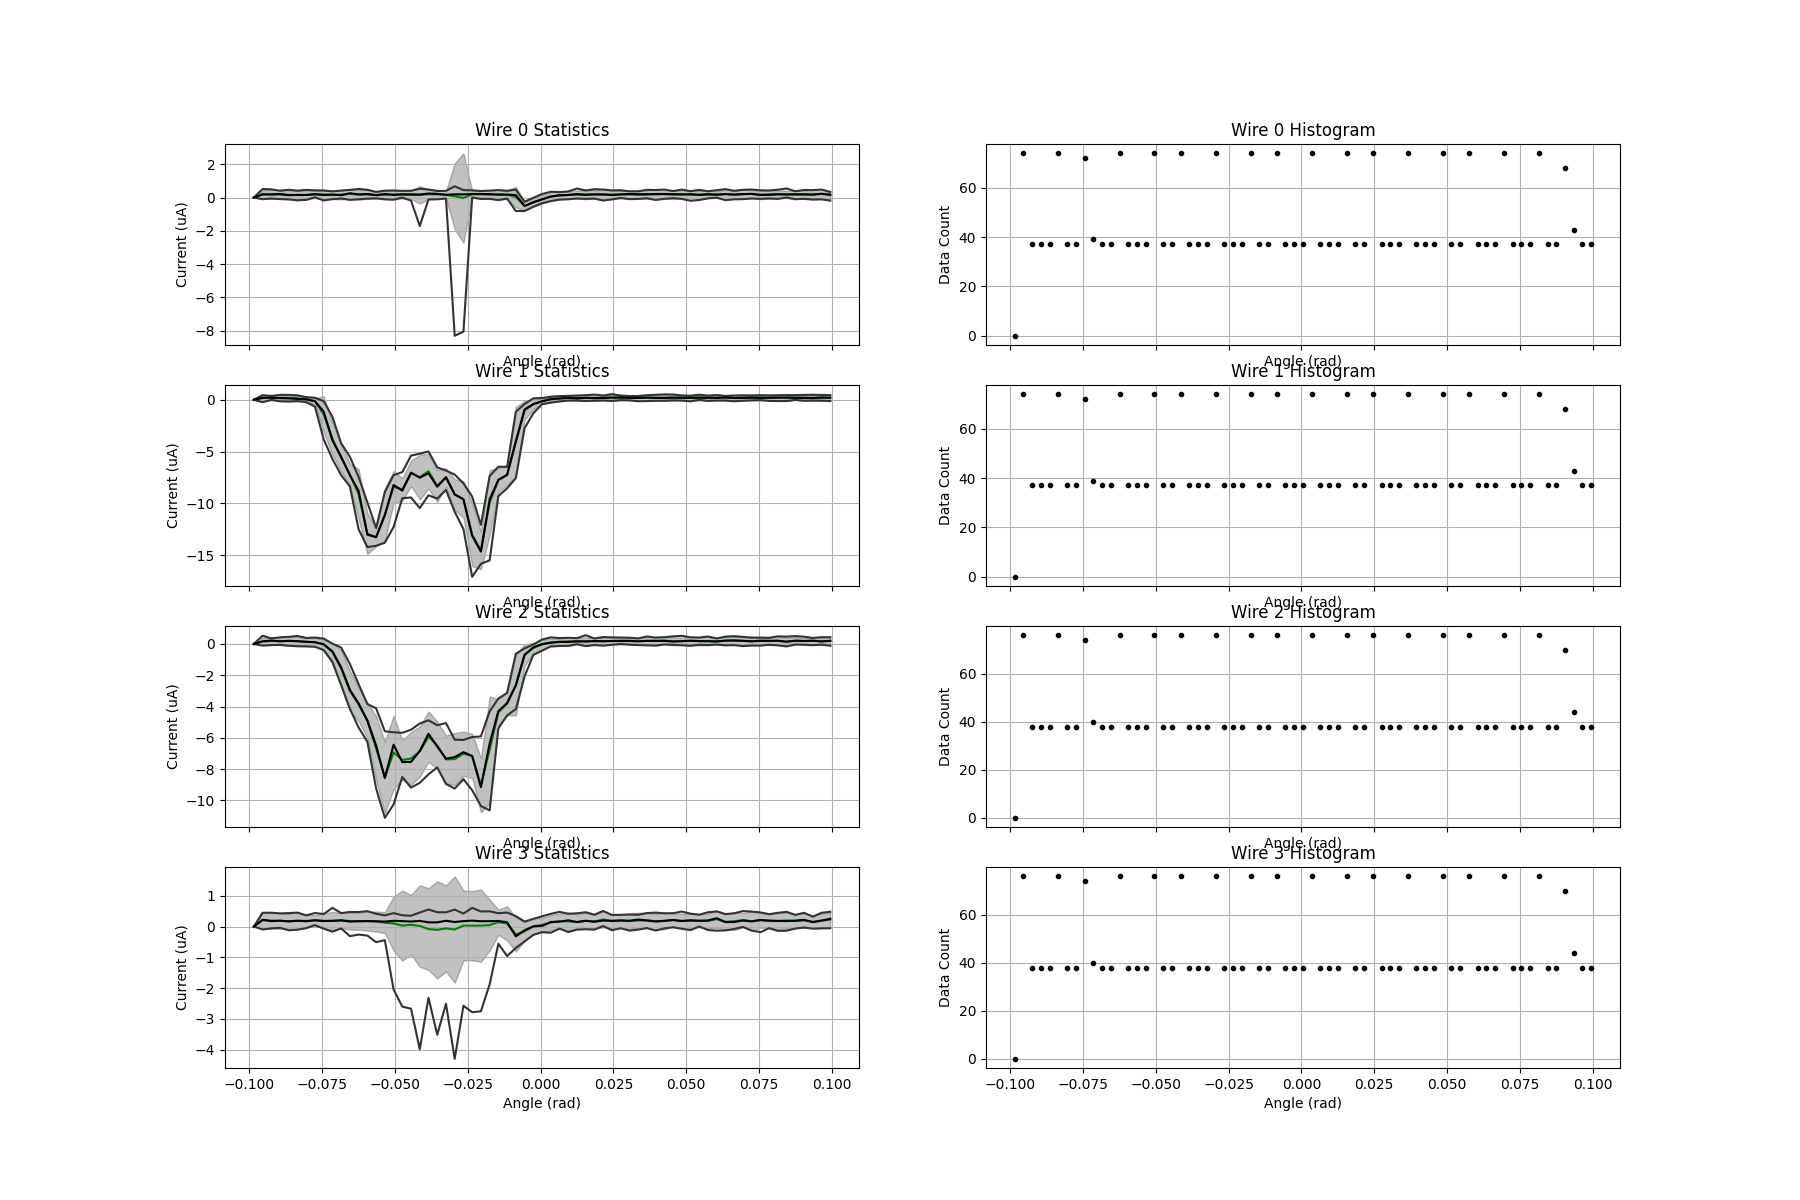 Wire 0 Statistics
Current (uA)
2
0
−2
−4
−6
−8
Angle (rad)
Wire 0 Histogram
Data Count
60
40
20
0
Angle (rad)
Wire 1 Statistics
Current (uA)
0
−5
−10
−15
Angle (rad)
Wire 1 Histogram
Data Count
60
40
20
0
Angle (rad)
Wire 2 Statistics
Current (uA)
0
−2
−4
−6
−8
−10
Angle (rad)
Wire 2 Histogram
Data Count
60
40
20
0
Angle (rad)
Wire 3 Statistics
Current (uA)
1
0
−1
−2
−3
−4
−0.100 −0.075 −0.050 −0.025 0.000 0.025 0.050 0.075 0.100
Angle (rad)
Wire 3 Histogram
Data Count
60
40
20
0
−0.100 −0.075 −0.050 −0.025 0.000 0.025 0.050 0.075 0.100
Angle (rad)